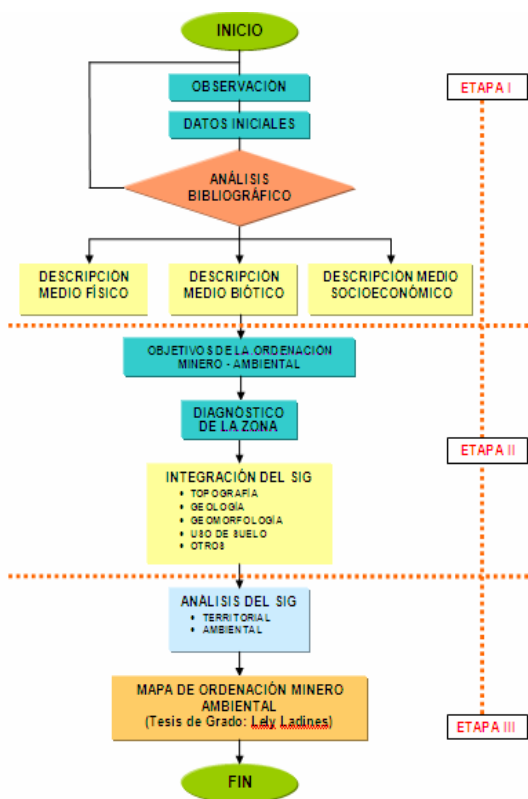 INICIO
OBSERVACIÓN
ETAPA I
DATOS INICIALES
ANÁLISIS
BIBLIOGRÁFICO
DESCRIPCIÓN
MEDIO FÍSICO
DESCRIPCIÓN
MEDIO BIÓTICO
DESCRIPCIÓN MEDIO
SOCIOECONÓMICO
OBJETIVOS DE LA ORDENACIÓN
MINERO - AMBIENTAL
DIAGNÓSTICO
DE LA ZONA
ETAPA II
INTEGRACIÓN DEL SIG
• TOPOGRAFÍA
• GEOLOGÍA
• GEOMORFOLOGÍA
• USO DE SUELO
• OTROS
ANÁLISIS DEL SIG
• TERRITORIAL
• AMBIENTAL
MAPA DE ORDENACIÓN MINERO
AMBIENTAL
(Tesis de Grado: Lely Ladines)
ETAPA III
FIN